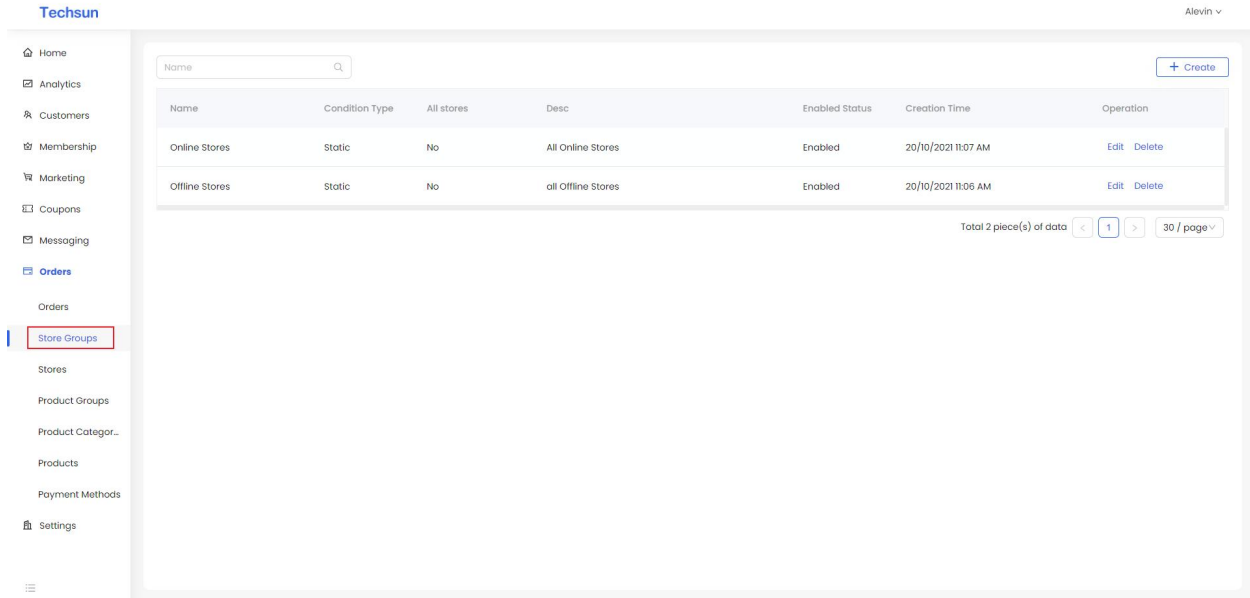 Techsun
Alevin
Home
Analytics
Customers
Membership
Marketing
Coupons
Messaging
Orders
Orders
Store Groups
Stores
Product Groups
Product Categor...
Products
Payment Methods
Settings
Name
+ Create
Name Condition Type All stores Desc Enabled Status Creation Time Operation
Online Stores Static No All Online Stores Enabled 20/10/2021 11:07 AM Edit Delete
Offline Stores Static No all Offline Stores Enabled 20/10/2021 11:06 AM Edit Delete
Total 2 piece(s) of data < 1 > 30 / page